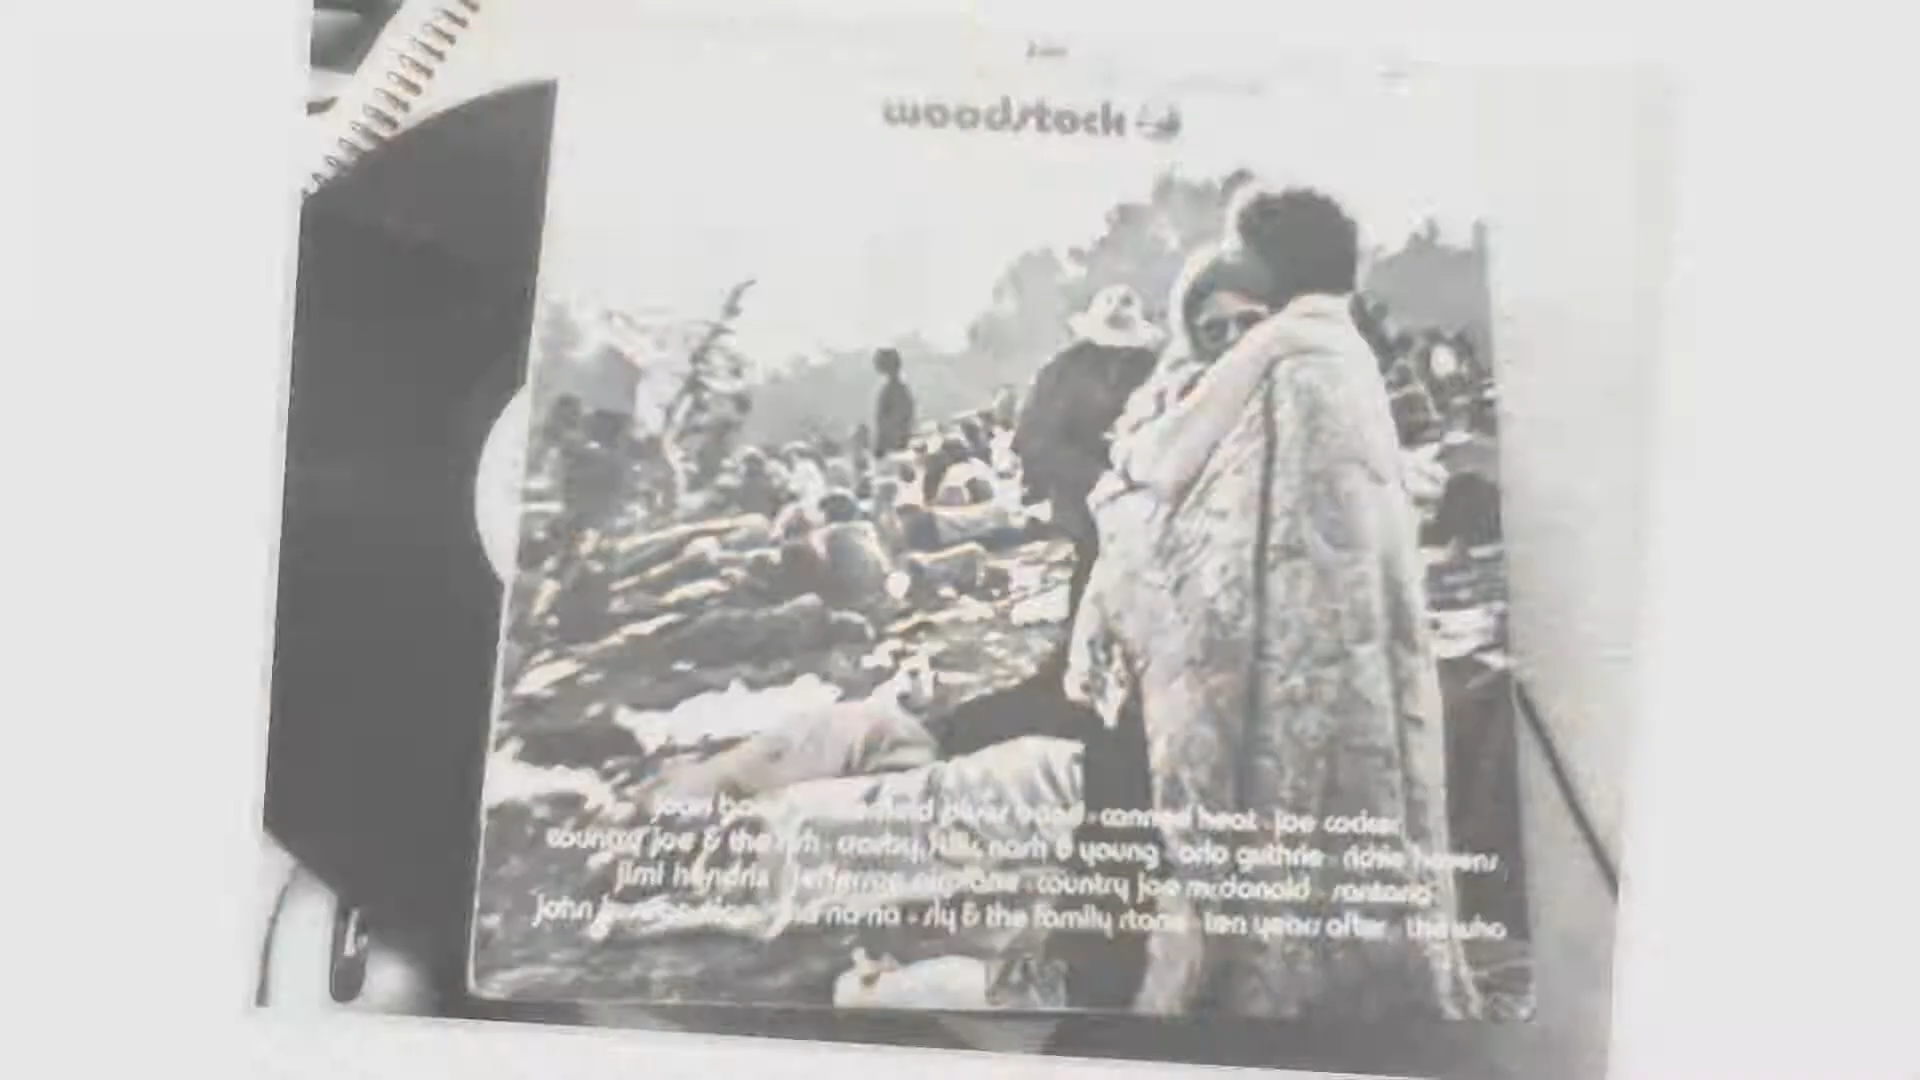 woodstock
joan canned heat · joe cocker
country joe & the fish · crosby, stills, nash & young · arlo guthrie · richie havens
jimi hendrix · jefferson airplane · country joe mcdonald · santana
john sha na na · sly & the family stone · ten years after · the who